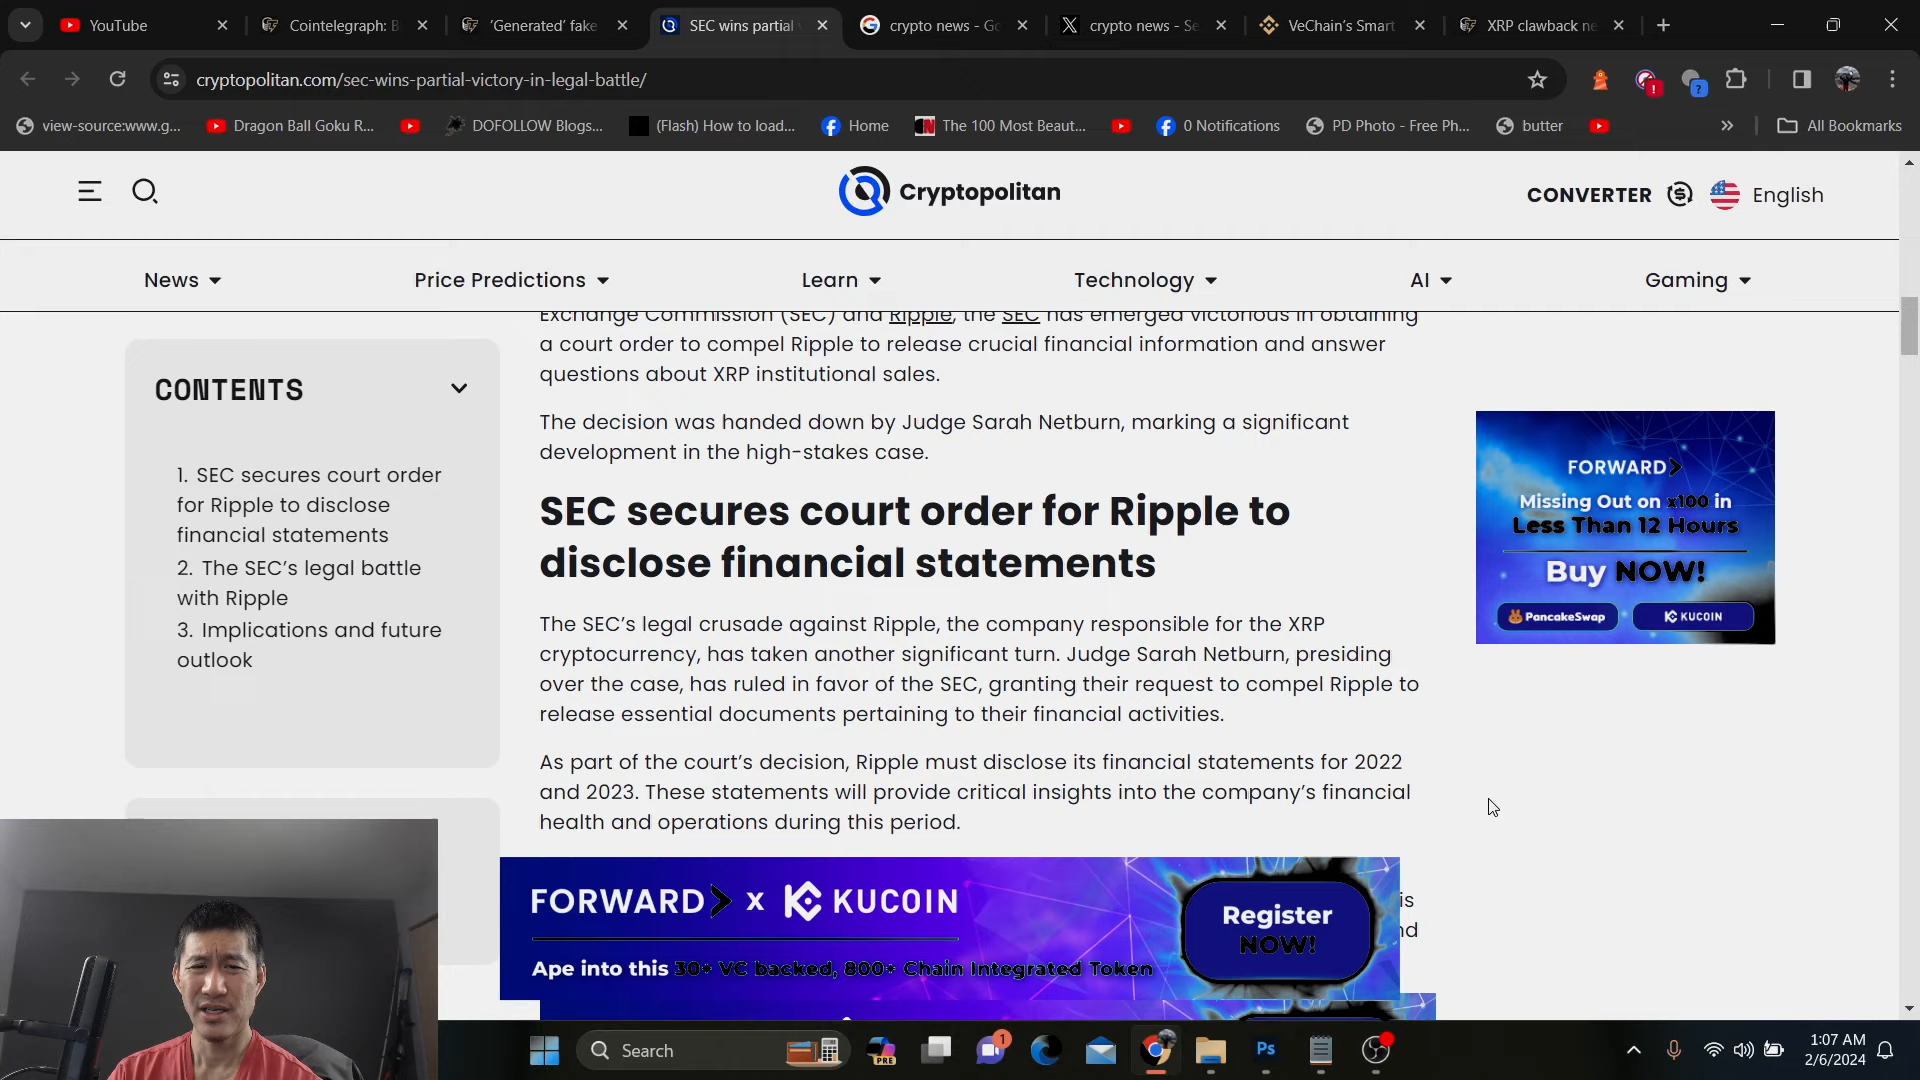 YouTube
Cointelegraph: B
'Generated' fake
SEC wins partial
crypto news - Go
crypto news - Se
VeChain's Smart
XRP clawback ne
cryptopolitan.com/sec-wins-partial-victory-in-legal-battle/
view-source:www.g...
Dragon Ball Goku R...
DOFOLLOW Blogs...
(Flash) How to load...
Home
The 100 Most Beaut...
0 Notifications
PD Photo - Free Ph...
butter
All Bookmarks
Cryptopolitan
CONVERTER
English
News
Price Predictions
Learn
Technology
AI
Gaming
CONTENTS
1. SEC secures court order
for Ripple to disclose
financial statements
2. The SEC's legal battle
with Ripple
3. Implications and future
outlook
Exchange Commission (SEC) and Ripple, the SEC has emerged victorious in obtaining
a court order to compel Ripple to release crucial financial information and answer
questions about XRP institutional sales.
The decision was handed down by Judge Sarah Netburn, marking a significant
development in the high-stakes case.
SEC secures court order for Ripple to
disclose financial statements
The SEC's legal crusade against Ripple, the company responsible for the XRP
cryptocurrency, has taken another significant turn. Judge Sarah Netburn, presiding
over the case, has ruled in favor of the SEC, granting their request to compel Ripple to
release essential documents pertaining to their financial activities.
As part of the court's decision, Ripple must disclose its financial statements for 2022
and 2023. These statements will provide critical insights into the company's financial
health and operations during this period.
is
nd
FORWARD
Missing Out on x100 in
Less Than 12 Hours
Buy NOW!
PancakeSwap
KUCOIN
FORWARD x KUCOIN
Ape into this 30+ VC backed, 800+ Chain Integrated Token
Register
NOW!
Search
PRE
1
Ps
1:07 AM
2/6/2024